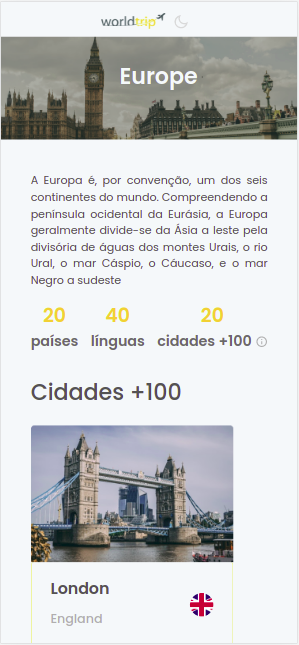 worldtrip
Europe
A Europa é, por convenção, um dos seis
continentes do mundo. Compreendendo a
península ocidental da Eurásia, a Europa
geralmente divide-se da Ásia a leste pela
divisória de águas dos montes Urais, o rio
Ural, o mar Cáspio, o Cáucaso, e o mar
Negro a sudeste
20 40 20
países línguas cidades +100
Cidades +100
London
England